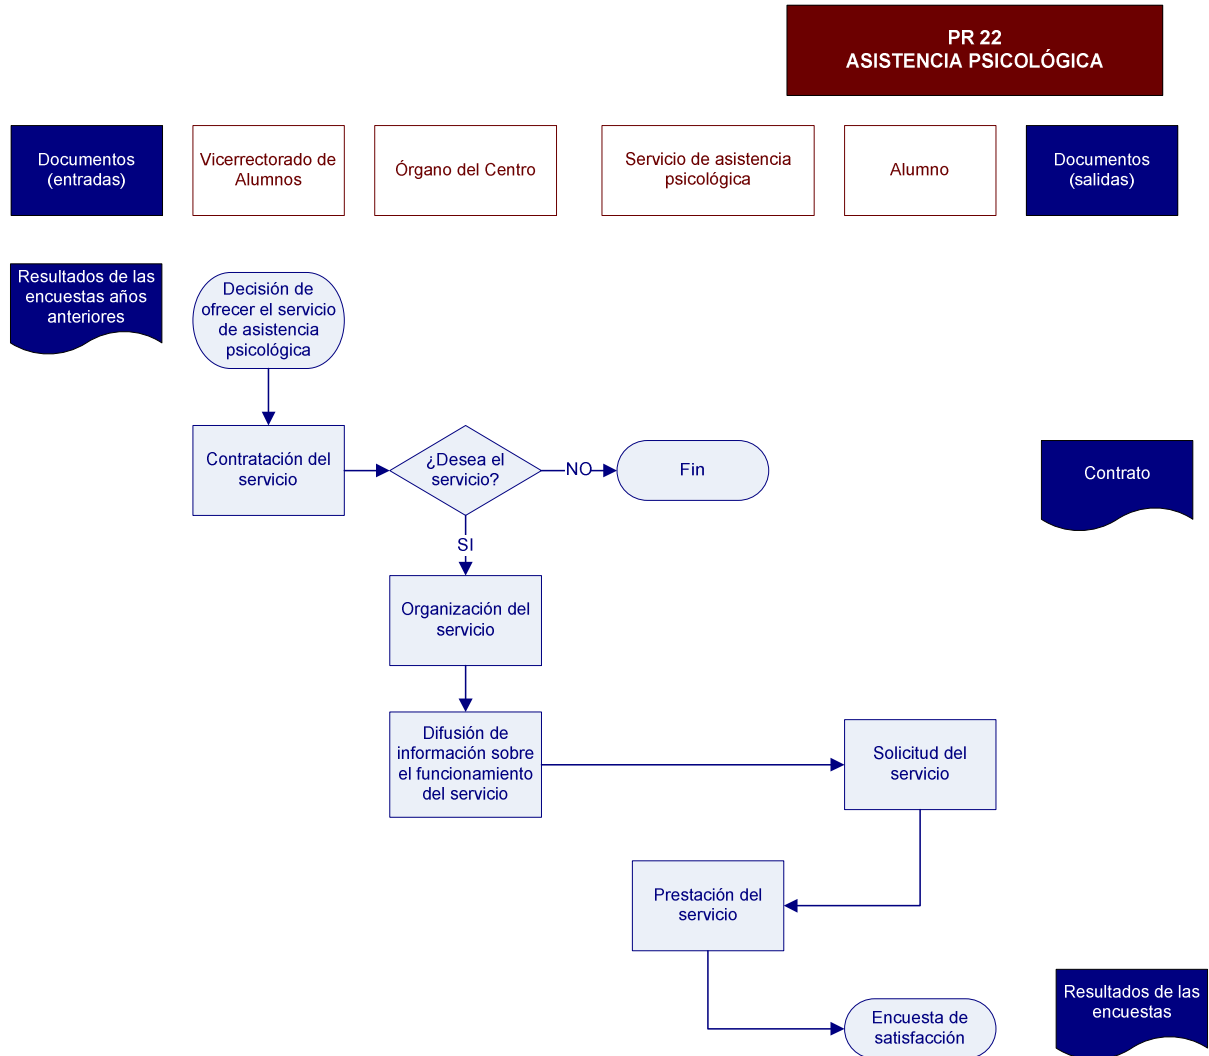 PR 22
ASISTENCIA PSICOLÓGICA
Documentos
(entradas)
Vicerrectorado de
Alumnos
Órgano del Centro
Servicio de asistencia
psicológica
Alumno
Documentos
(salidas)
Resultados de las
encuestas años
anteriores
Decisión de
ofrecer el servicio
de asistencia
psicológica
Contratación del
servicio
¿Desea el
servicio?
NO
Fin
Contrato
SI
Organización del
servicio
Difusión de
información sobre
el funcionamiento
del servicio
Solicitud del
servicio
Prestación del
servicio
Encuesta de
satisfacción
Resultados de las
encuestas